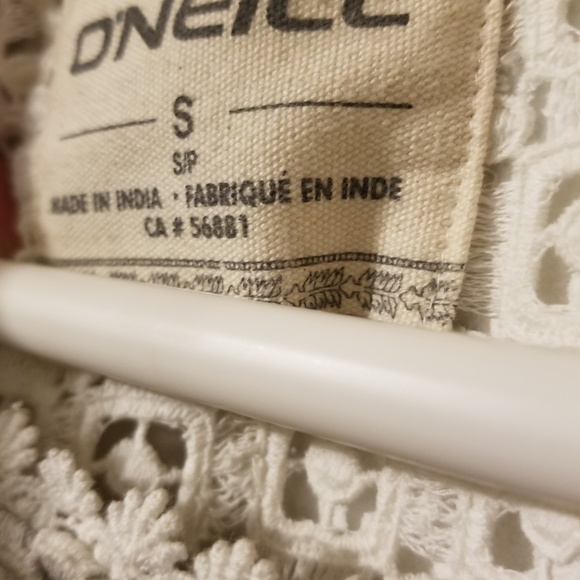 O'NEILL
S
S/P
MADE IN INDIA · FABRIQUÉ EN INDE
CA # 56881